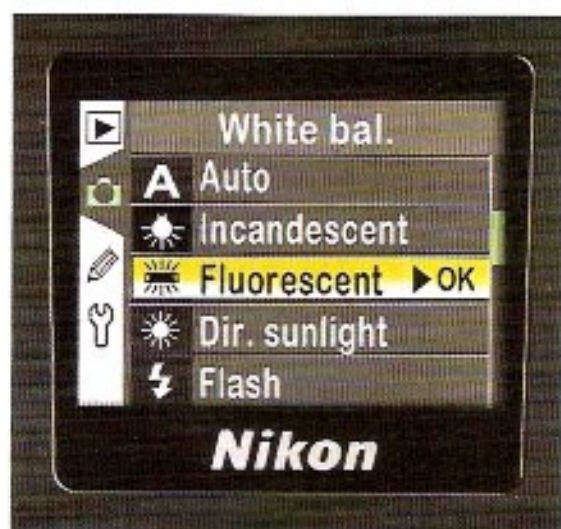 White bal.
A Auto
Incandescent
Fluorescent ▶OK
Dir. sunlight
Flash
Nikon